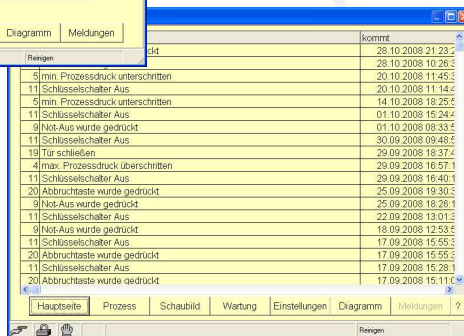 Diagramm Meldungen
Reinigen
kommt
ckt 28.10.2008 21:23:2
28.10.2008 10:26:3
5 min. Prozessdruck unterschritten 20.10.2008 11:45:3
11 Schlüsselschalter Aus 20.10.2008 11:14:4
5 min. Prozessdruck unterschritten 14.10.2008 18:25:5
11 Schlüsselschalter Aus 01.10.2008 15:24:4
9 Not-Aus wurde gedrückt 01.10.2008 08:33:5
11 Schlüsselschalter Aus 30.09.2008 09:48:5
19 Tür schließen 29.09.2008 18:37:4
4 max. Prozessdruck überschritten 29.09.2008 16:57:1
11 Schlüsselschalter Aus 29.09.2008 16:40:1
20 Abbruchtaste wurde gedrückt 25.09.2008 19:30:3
9 Not-Aus wurde gedrückt 25.09.2008 18:26:1
11 Schlüsselschalter Aus 22.09.2008 13:01:3
9 Not-Aus wurde gedrückt 18.09.2008 12:53:5
11 Schlüsselschalter Aus 17.09.2008 15:55:3
20 Abbruchtaste wurde gedrückt 17.09.2008 15:55:3
11 Schlüsselschalter Aus 17.09.2008 15:28:1
20 Abbruchtaste wurde gedrückt 17.09.2008 15:11:0
Hauptseite Prozess Schaubild Wartung Einstellungen Diagramm Meldungen ?
Reinigen